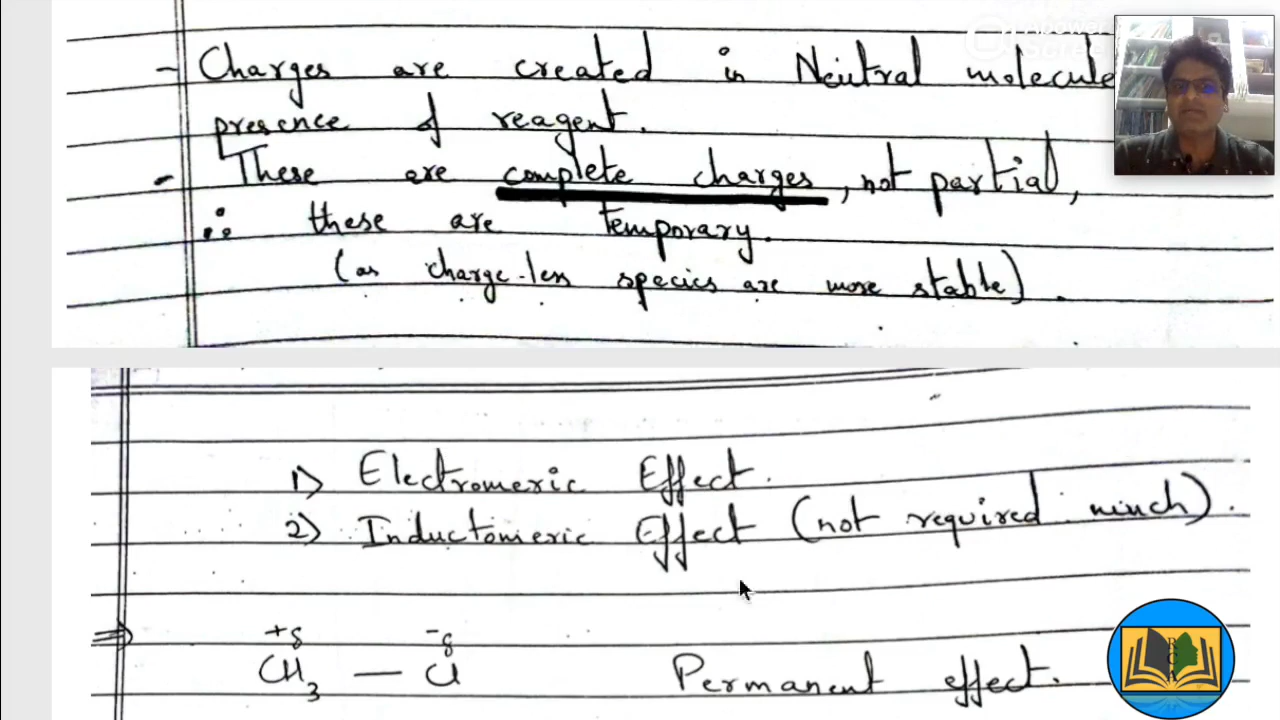 - Charges are created in Neutral molecule
presence of reagent.
- These are complete charges, not partial,
∴ these are temporary.
(as charge-less species are more stable).
1) Electromeric Effect.
2) Inductomeric Effect (not required much).
⇒ +δ -δ
CH3 — Cl Permanent effect.